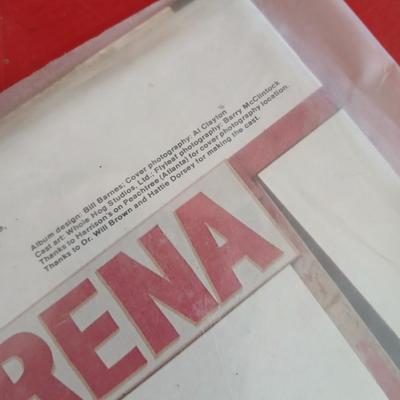 Album design: Bill Barnes; Cover photography: Al Clayton
Cast art: Whole Hog Studios, Ltd.; Flyleaf photography: Barry McClintock
Thanks to Harrison's on Peachtree (Atlanta) for cover photography location.
Thanks to Dr. Will Brown and Hattie Dorsey for making the cast.
RENA